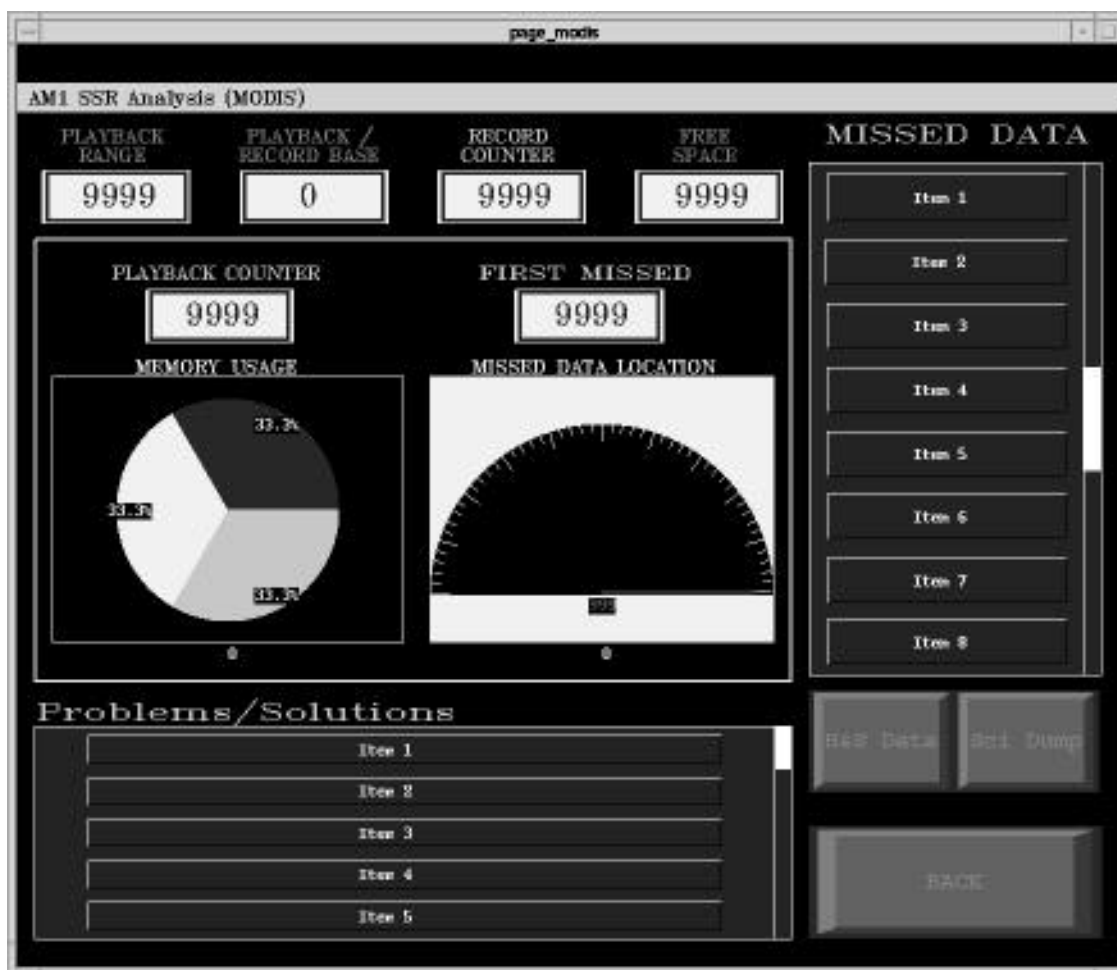 page_modis
AM1 SSR Analysis (MODIS)
PLAYBACK
RANGE
9999
PLAYBACK /
RECORD BASE
0
RECORD
COUNTER
9999
FREE
SPACE
9999
PLAYBACK COUNTER
9999
FIRST MISSED
9999
MEMORY USAGE
33.3%
33.3%
33.3%
0
MISSED DATA LOCATION
0
MISSED DATA
Item 1
Item 2
Item 3
Item 4
Item 5
Item 6
Item 7
Item 8
Problems/Solutions
Item 1
Item 2
Item 3
Item 4
Item 5
H&S Data
Sci Dump
BACK